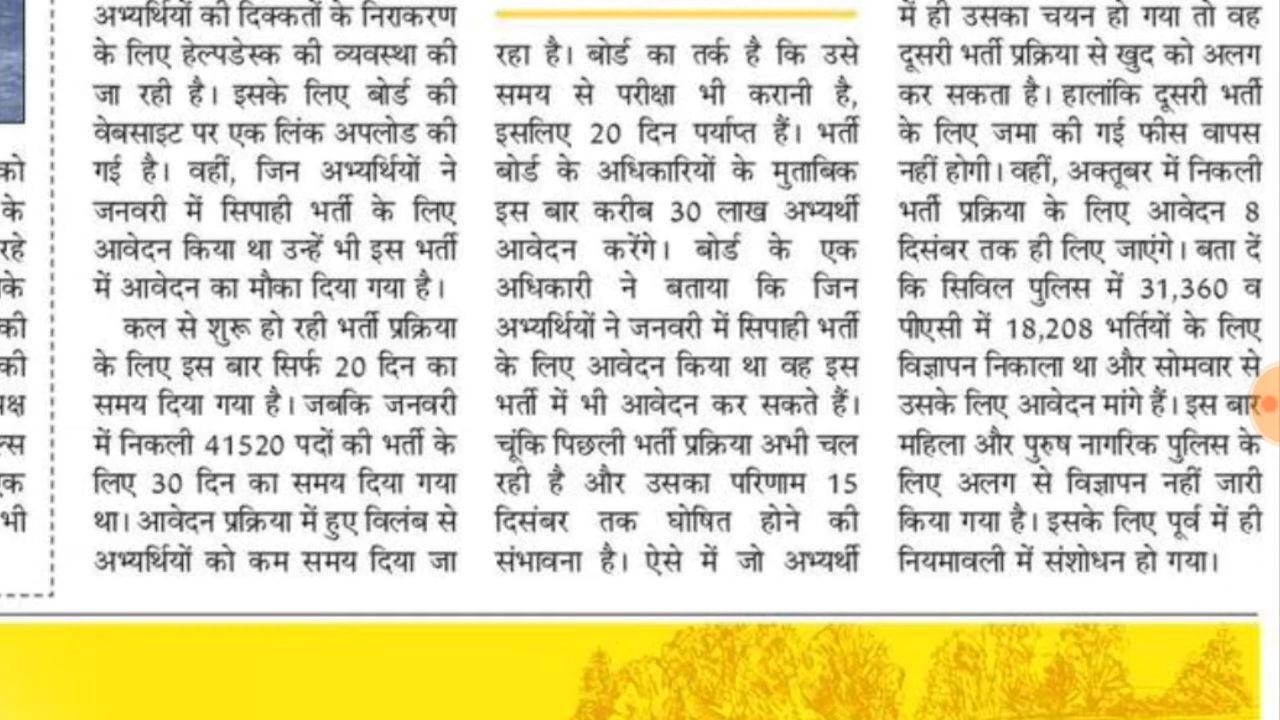 को
के
रहे
के
की
की
पक्ष
ल्स
एक
भी
अभ्यर्थियों की दिक्कतों के निराकरण
के लिए हेल्पडेस्क की व्यवस्था की
जा रही है। इसके लिए बोर्ड की
वेबसाइट पर एक लिंक अपलोड की
गई है। वहीं, जिन अभ्यर्थियों ने
जनवरी में सिपाही भर्ती के लिए
आवेदन किया था उन्हें भी इस भर्ती
में आवेदन का मौका दिया गया है।
कल से शुरू हो रही भर्ती प्रक्रिया
के लिए इस बार सिर्फ 20 दिन का
समय दिया गया है। जबकि जनवरी
में निकली 41520 पदों की भर्ती के
लिए 30 दिन का समय दिया गया
था। आवेदन प्रक्रिया में हुए विलंब से
अभ्यर्थियों को कम समय दिया जा
रहा है। बोर्ड का तर्क है कि उसे
समय से परीक्षा भी करानी है,
इसलिए 20 दिन पर्याप्त हैं। भर्ती
बोर्ड के अधिकारियों के मुताबिक
इस बार करीब 30 लाख अभ्यर्थी
आवेदन करेंगे। बोर्ड के एक
अधिकारी ने बताया कि जिन
अभ्यर्थियों ने जनवरी में सिपाही भर्ती
के लिए आवेदन किया था वह इस
भर्ती में भी आवेदन कर सकते हैं।
चूंकि पिछली भर्ती प्रक्रिया अभी चल
रही है और उसका परिणाम 15
दिसंबर तक घोषित होने की
संभावना है। ऐसे में जो अभ्यर्थी
में ही उसका चयन हो गया तो वह
दूसरी भर्ती प्रक्रिया से खुद को अलग
कर सकता है। हालांकि दूसरी भर्ती
के लिए जमा की गई फीस वापस
नहीं होगी। वहीं, अक्तूबर में निकली
भर्ती प्रक्रिया के लिए आवेदन 8
दिसंबर तक ही लिए जाएंगे। बता दें
कि सिविल पुलिस में 31,360 व
पीएसी में 18,208 भर्तियों के लिए
विज्ञापन निकाला था और सोमवार से
उसके लिए आवेदन मांगे हैं। इस बार
महिला और पुरुष नागरिक पुलिस के
लिए अलग से विज्ञापन नहीं जारी
किया गया है। इसके लिए पूर्व में ही
नियमावली में संशोधन हो गया।